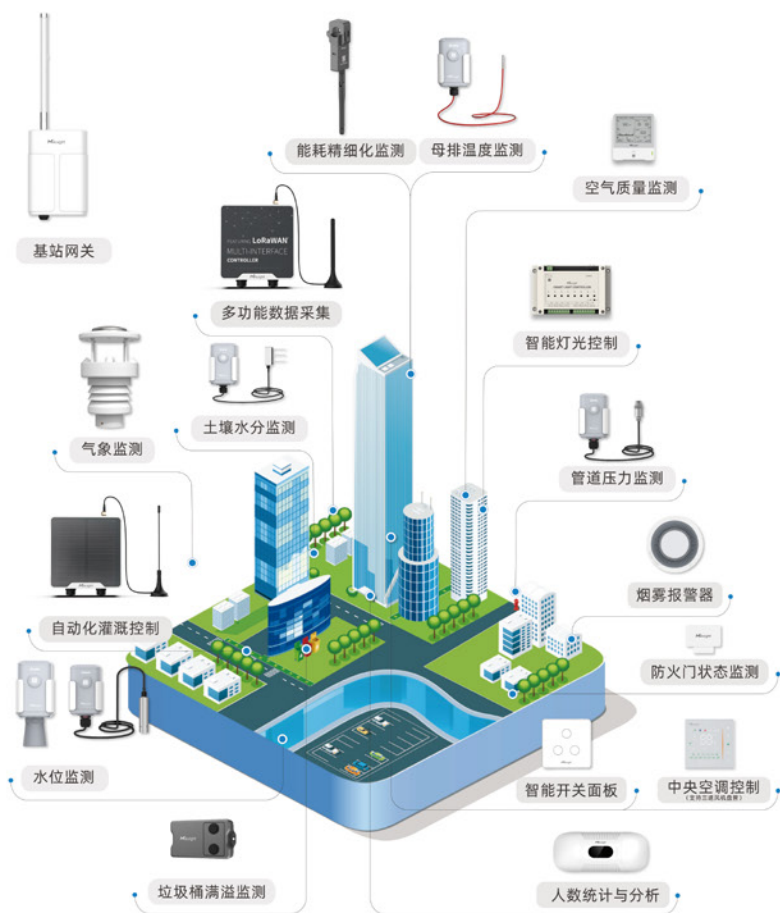 Milesight
基站网关
能耗精细化监测
母排温度监测
空气质量监测
FEATURING LoRaWAN
MULTI-INTERFACE
CONTROLLER
多功能数据采集
智能灯光控制
土壤水分监测
气象监测
管道压力监测
烟雾报警器
自动化灌溉控制
防火门状态监测
水位监测
智能开关面板
中央空调控制
垃圾桶满溢监测
人数统计与分析